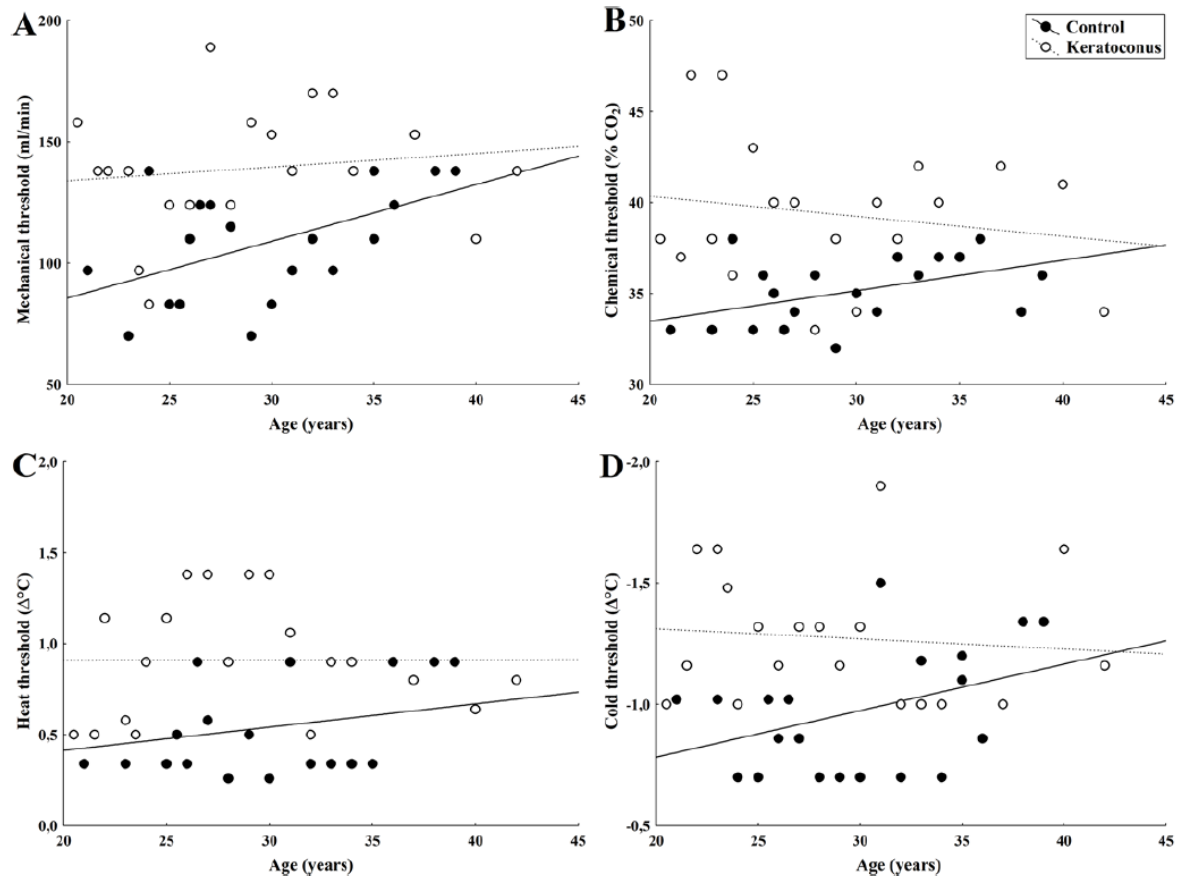 A
Mechanical threshold (ml/min)
200
150
100
50
20 25 30 35 40 45
Age (years)
B
Chemical threshold (% CO2)
50
45
40
35
30
20 25 30 35 40 45
Age (years)
Control
Keratoconus
C
Heat threshold (Δ°C)
2,0
1,5
1,0
0,5
0,0
20 25 30 35 40 45
Age (years)
D
Cold threshold (Δ°C)
-2,0
-1,5
-1,0
-0,5
20 25 30 35 40 45
Age (years)